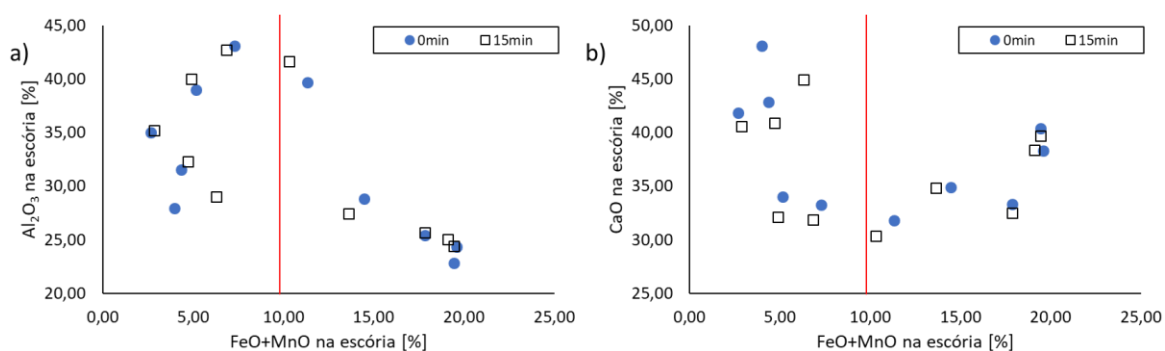 a)
0min 15min
45,00
40,00
35,00
30,00
25,00
20,00
Al2O3 na escória [%]
0,00 5,00 10,00 15,00 20,00 25,00
FeO+MnO na escória [%]
b)
0min 15min
50,00
45,00
40,00
35,00
30,00
25,00
CaO na escória [%]
0,00 5,00 10,00 15,00 20,00 25,00
FeO+MnO na escória [%]